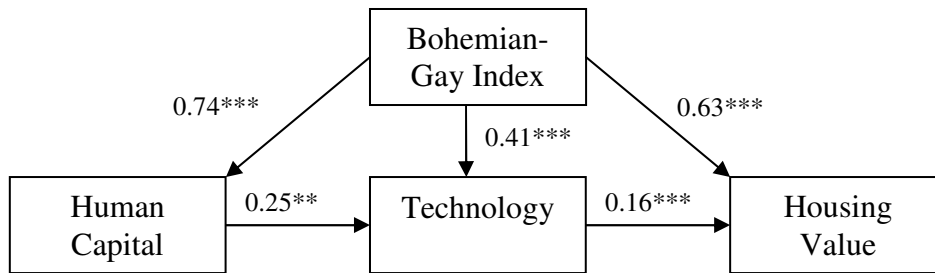 Bohemian-
Gay Index
0.74***
0.63***
0.41***
Human
Capital
0.25**
Technology
0.16***
Housing
Value